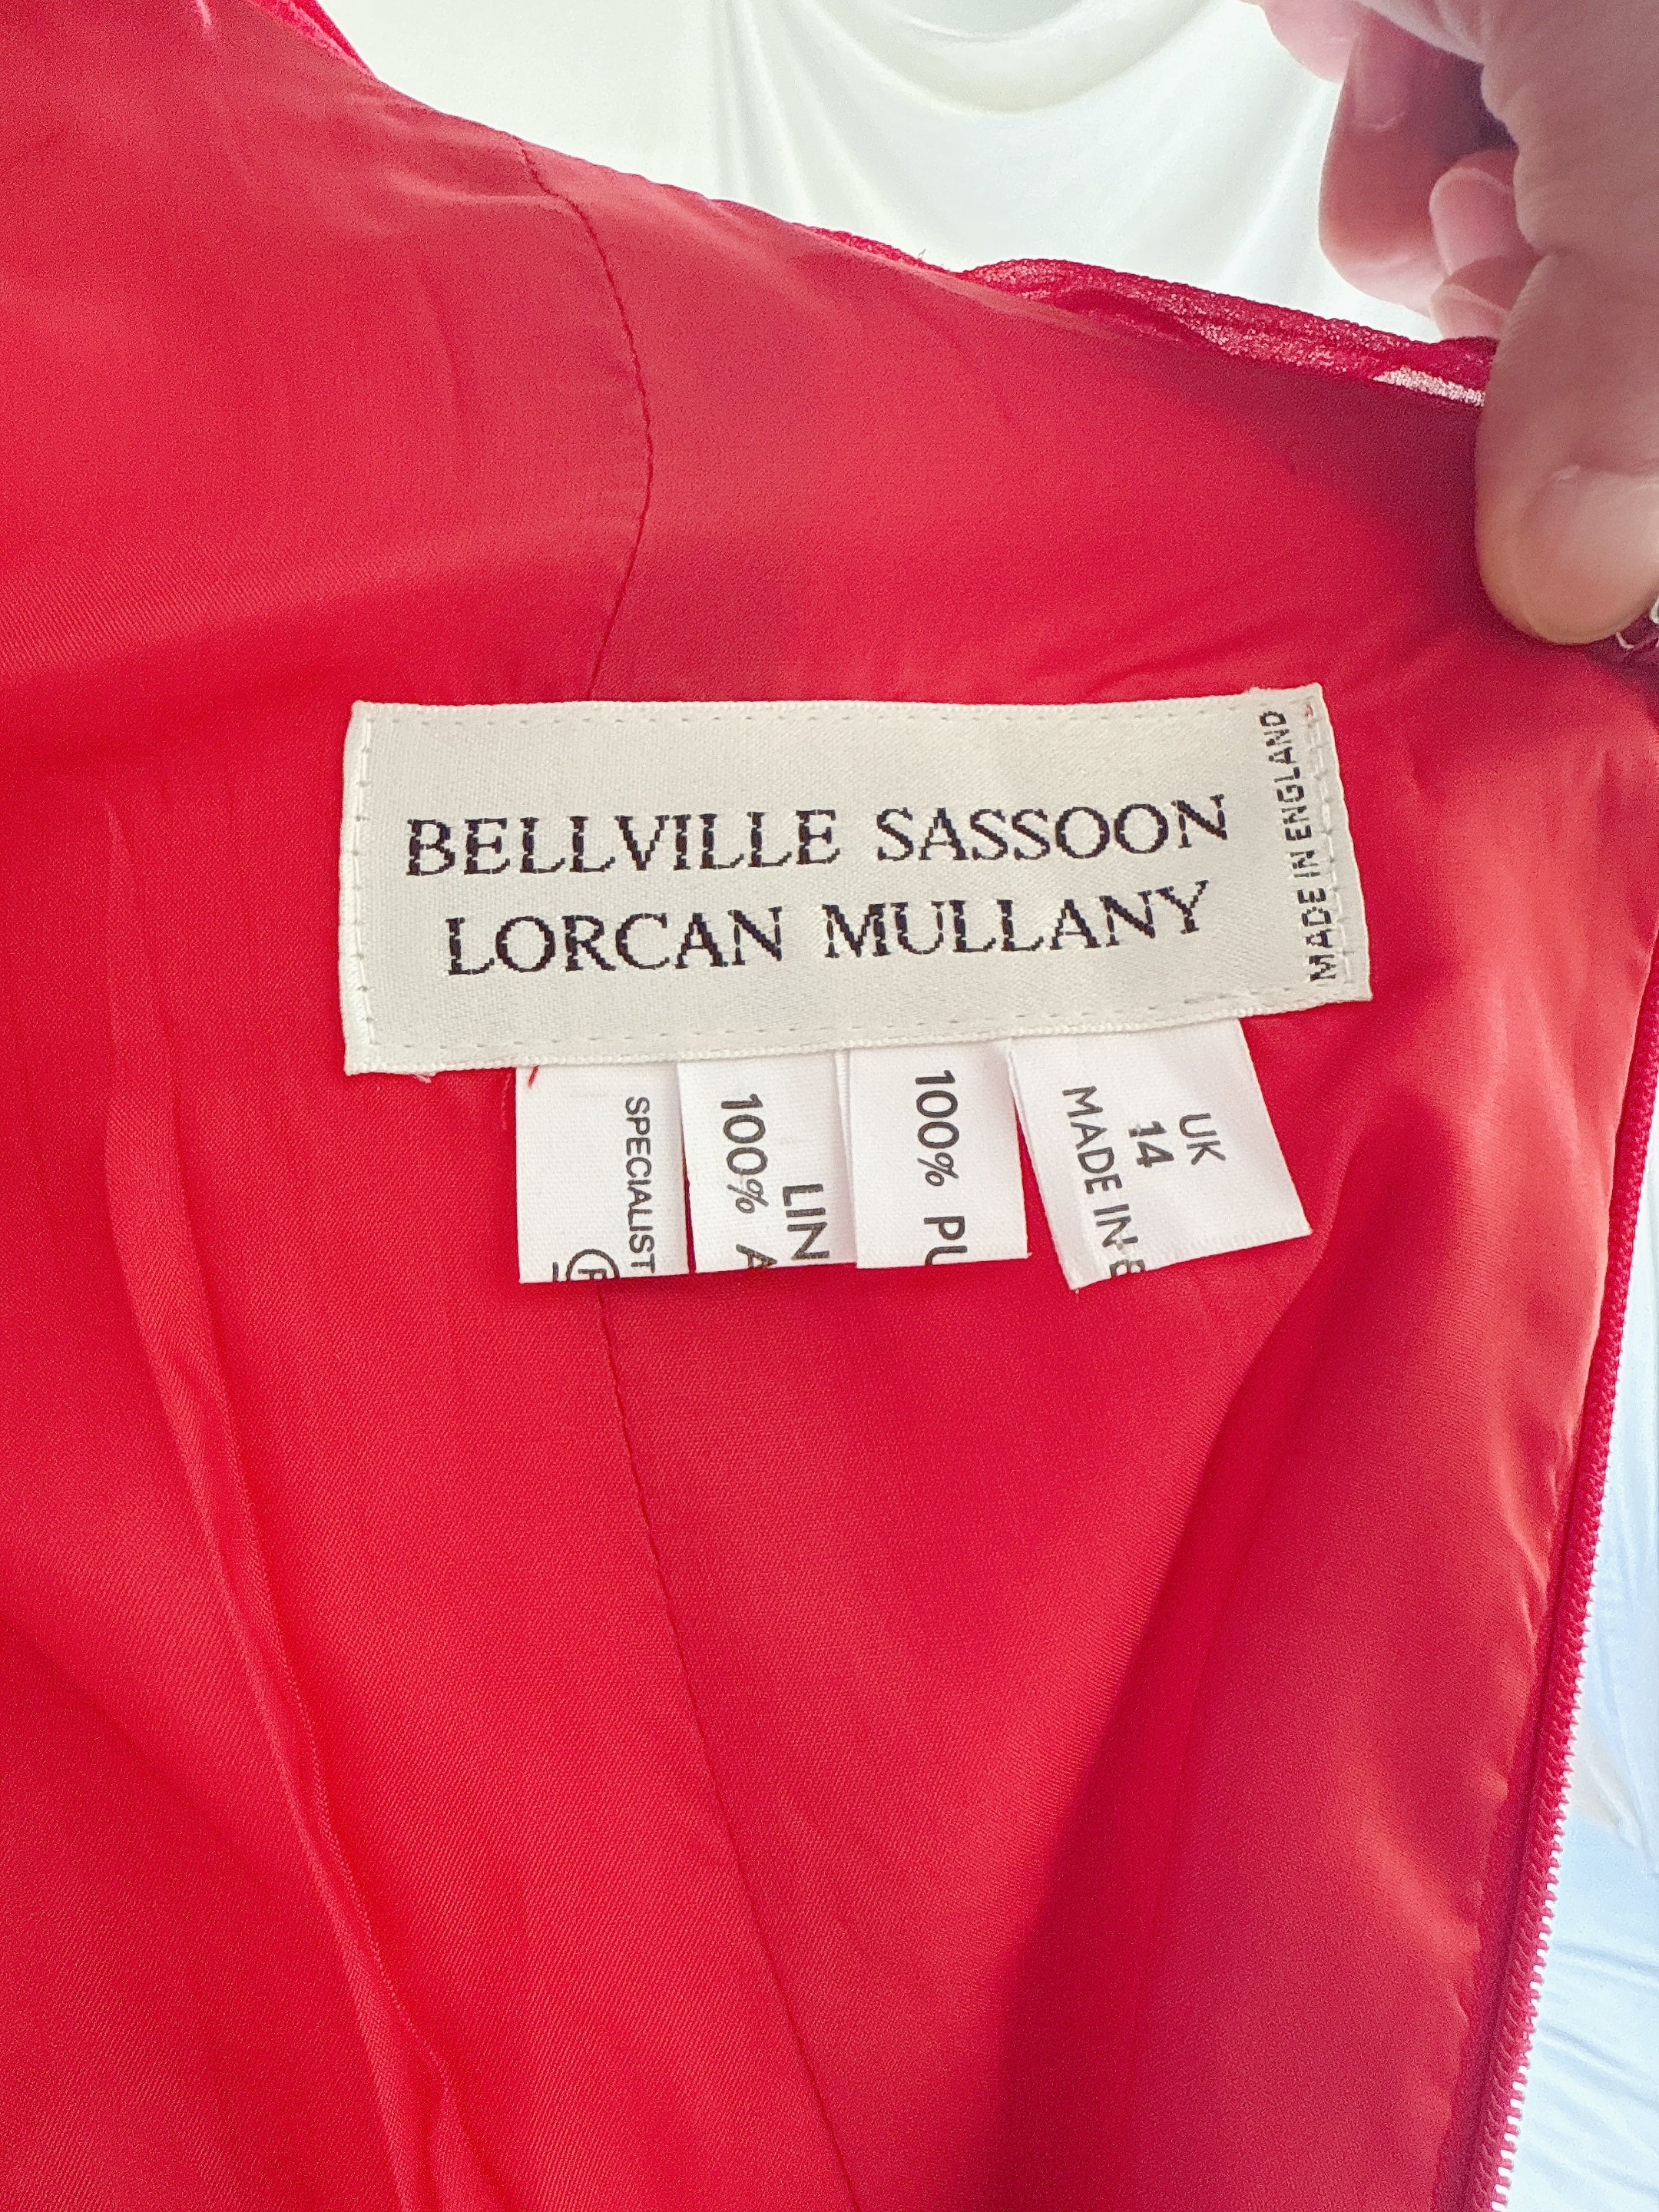 BELLVILLE SASSOON
LORCAN MULLANY
MADE IN ENGLAND
SPECIALIST
P
LIN
100% A
100% PU
UK
14
MADE IN E